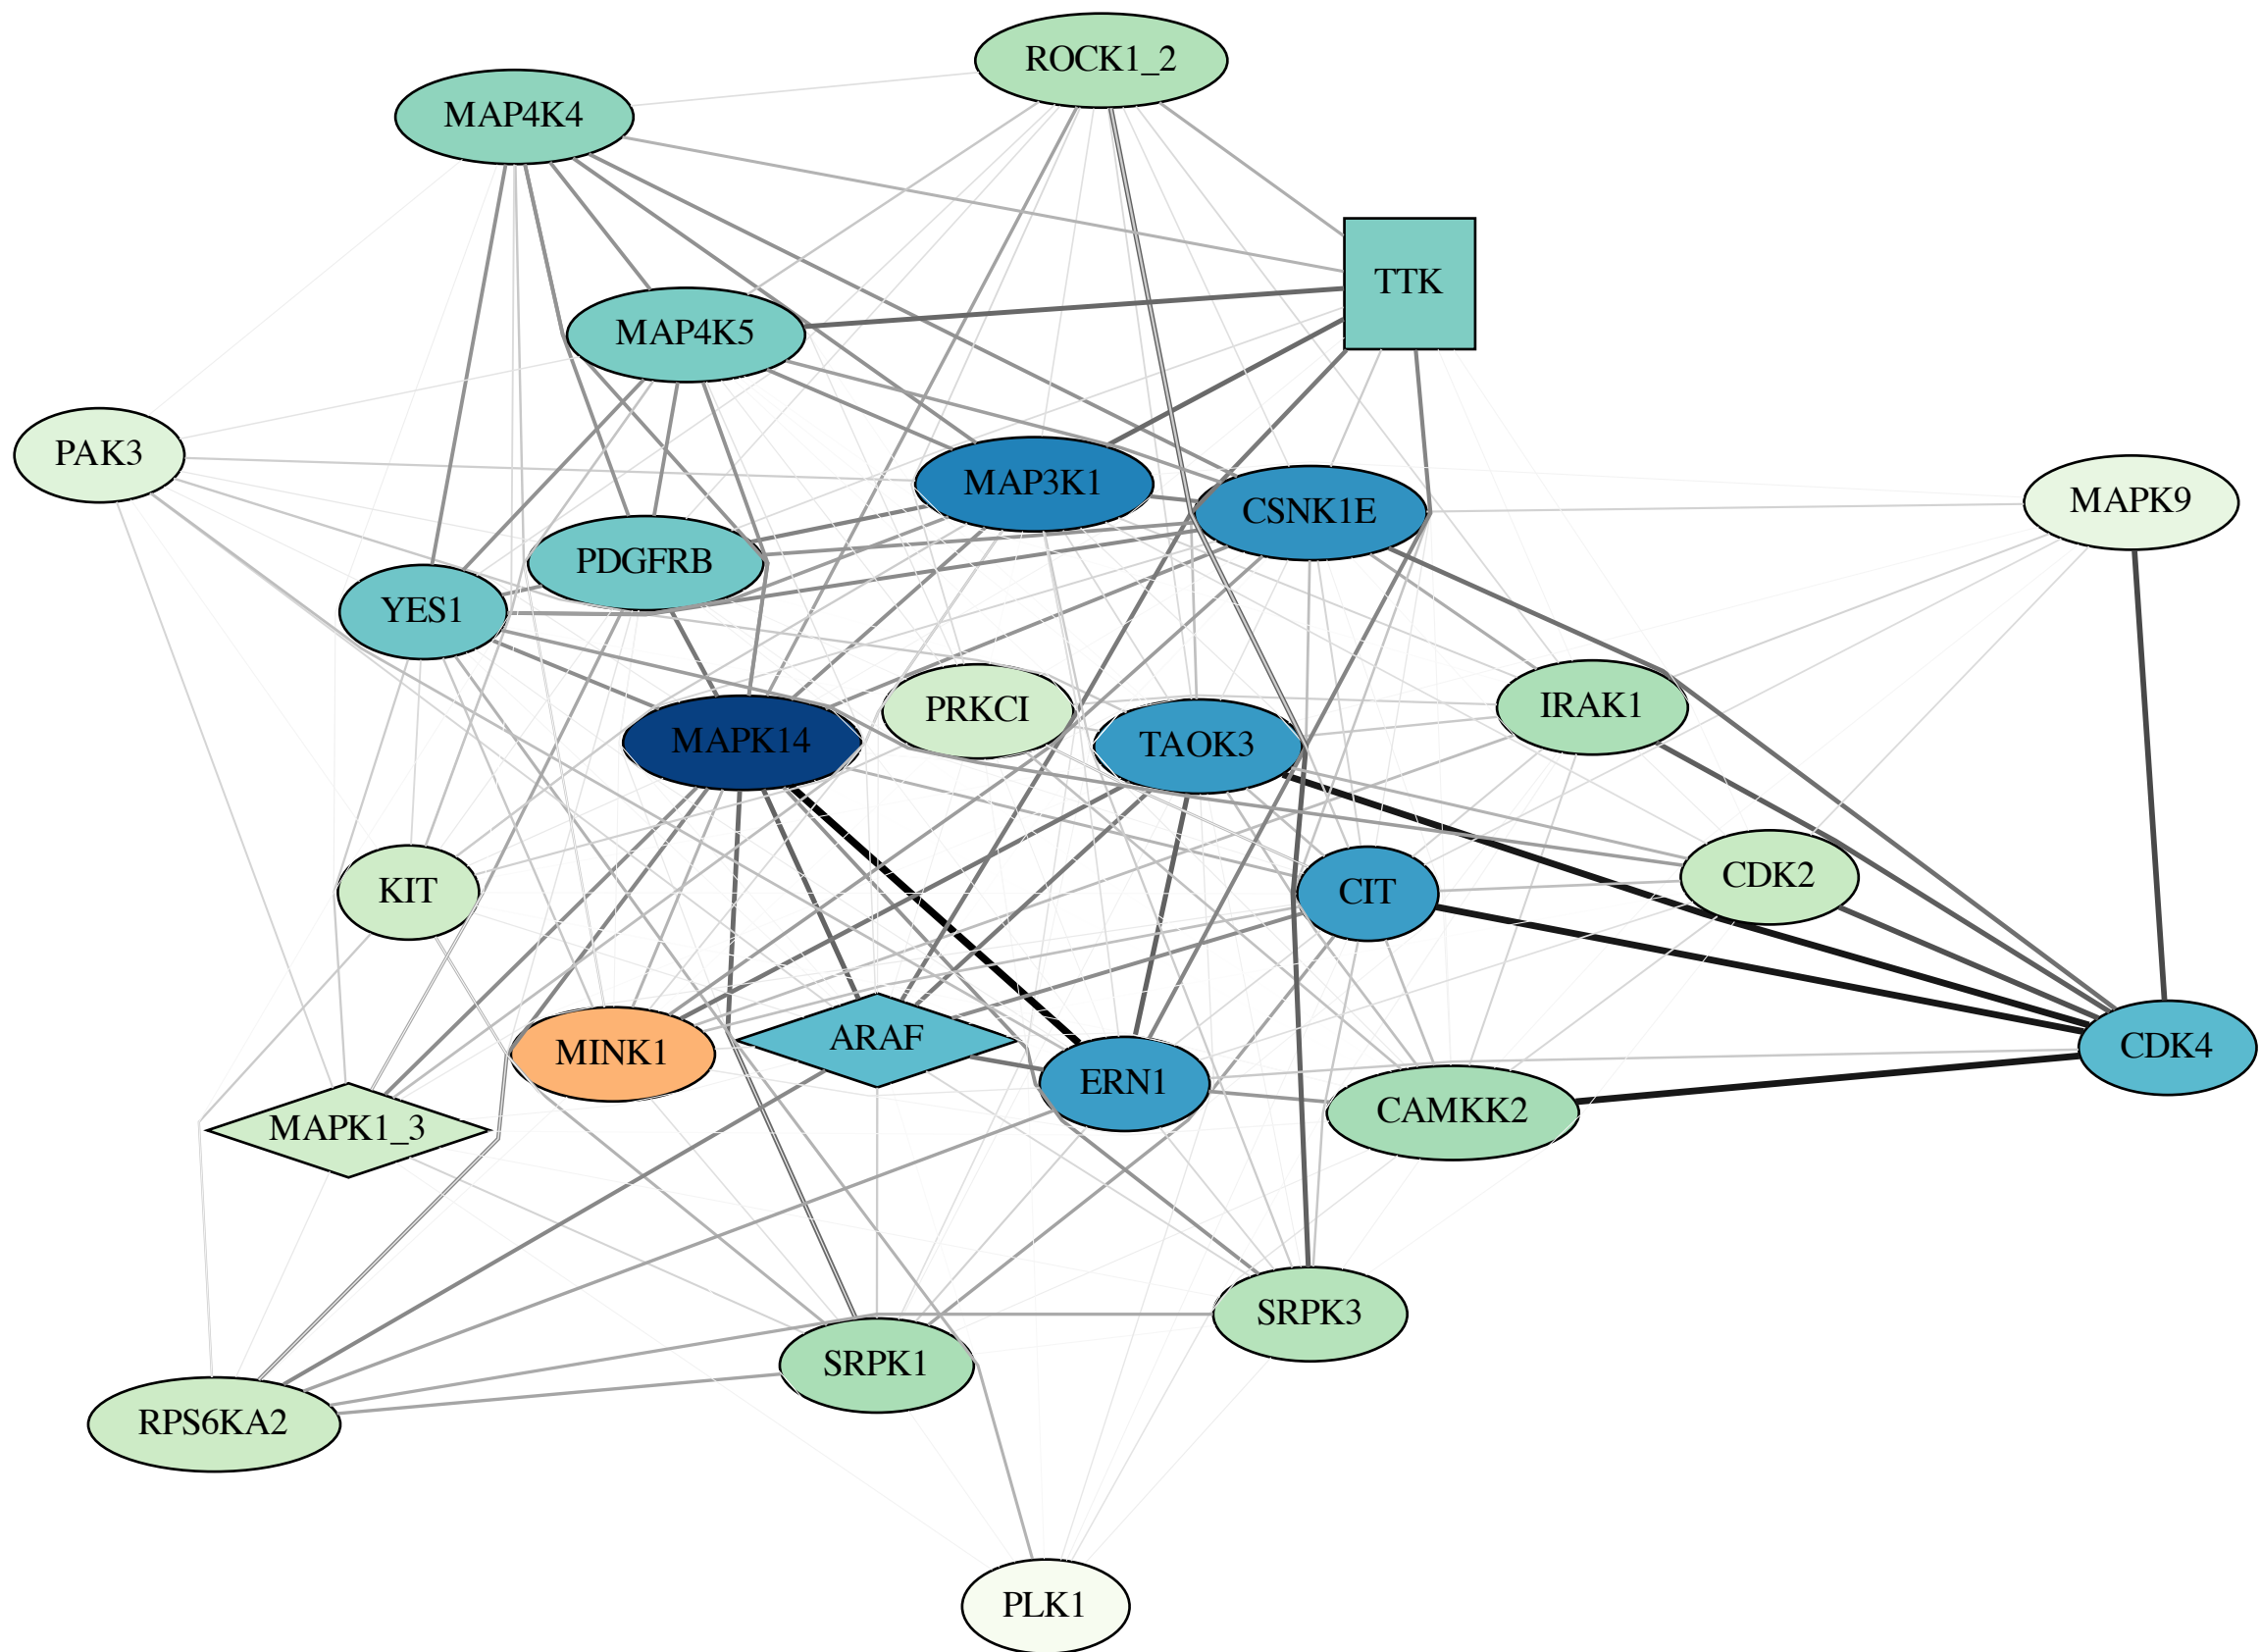 ROCK1_2
MAP4K4
TTK
MAP4K5
PAK3
MAP3K1
CSNK1E
MAPK9
PDGFRB
YES1
PRKCI
IRAK1
MAPK14
TAOK3
KIT
CIT
CDK2
MINK1
ARAF
ERN1
CDK4
CAMKK2
MAPK1_3
SRPK3
SRPK1
RPS6KA2
PLK1